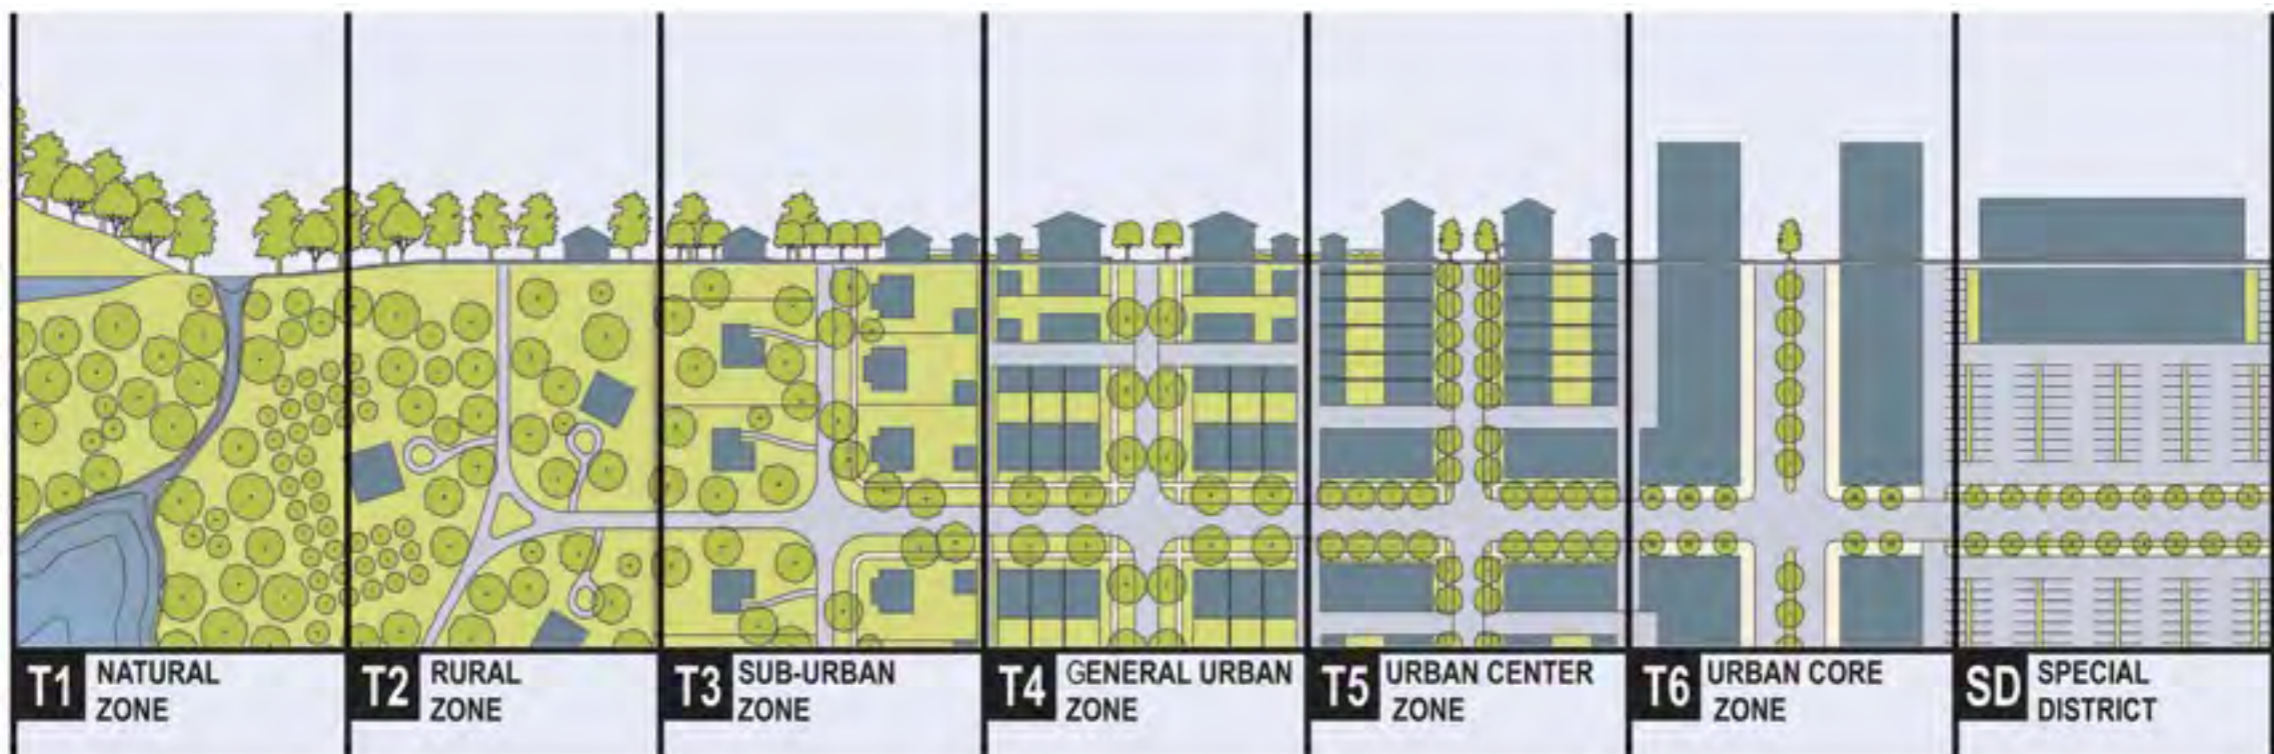 T1 NATURAL
ZONE
T2 RURAL
ZONE
T3 SUB-URBAN
ZONE
T4 GENERAL URBAN
ZONE
T5 URBAN CENTER
ZONE
T6 URBAN CORE
ZONE
SD SPECIAL
DISTRICT